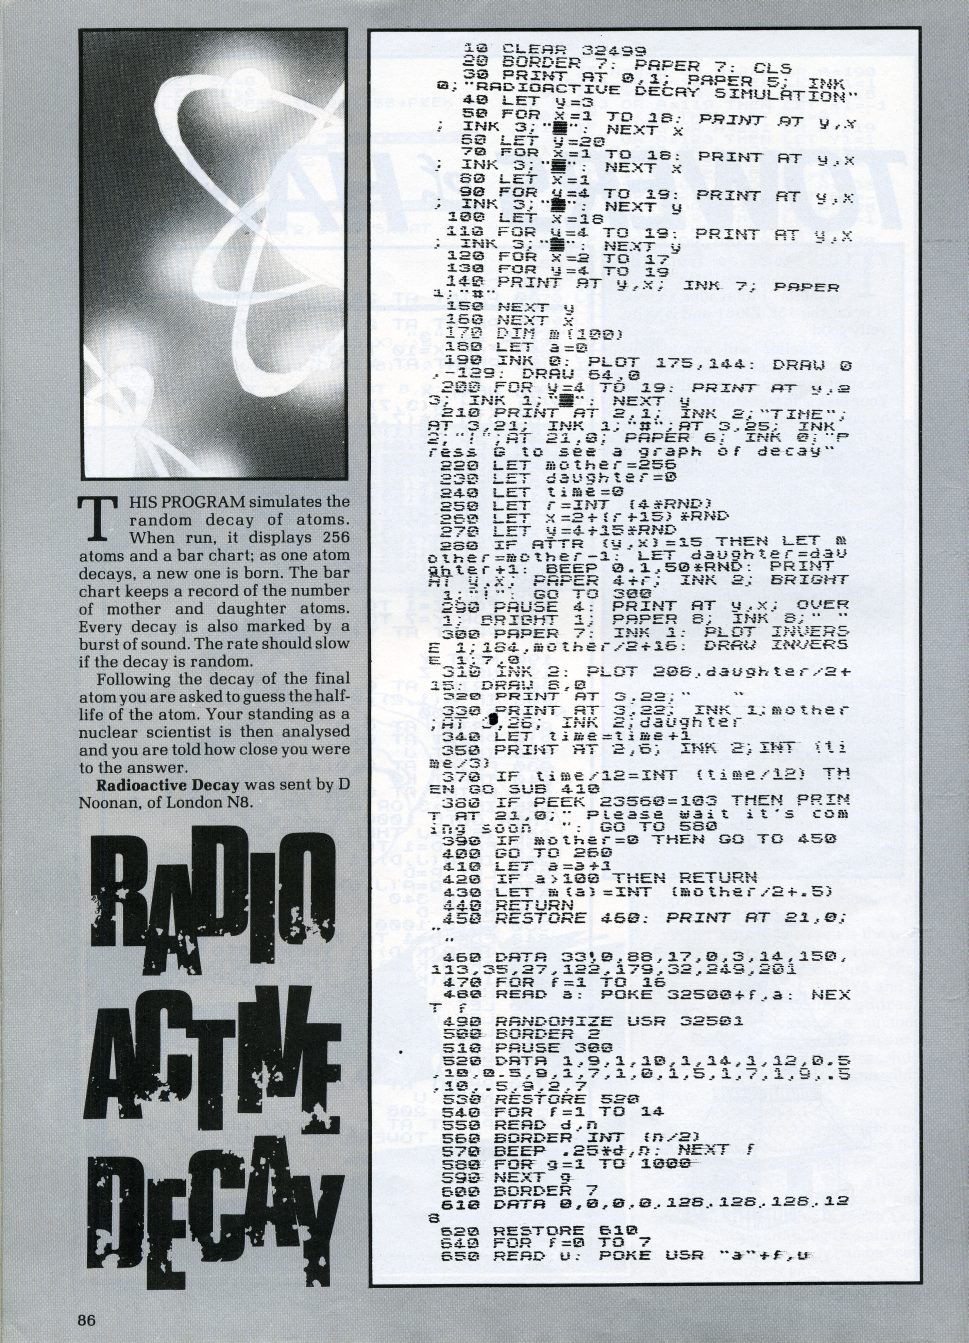 THIS PROGRAM simulates the
random decay of atoms.
When run, it displays 256
atoms and a bar chart; as one atom
decays, a new one is born. The bar
chart keeps a record of the number
of mother and daughter atoms.
Every decay is also marked by a
burst of sound. The rate should slow
if the decay is random.
Following the decay of the final
atom you are asked to guess the half-
life of the atom. Your standing as a
nuclear scientist is then analysed
and you are told how close you were
to the answer.
Radioactive Decay was sent by D
Noonan, of London N8.
RADIO
ACTIVE
DECAY
10 CLEAR 32499
20 BORDER 7: PAPER 7: CLS
30 PRINT AT 0,1; PAPER 5; INK
0;"RADIOACTIVE DECAY SIMULATION"
40 LET y=3
50 FOR x=1 TO 18: PRINT AT y,x
; INK 3;"▒": NEXT x
60 LET y=20
70 FOR x=1 TO 18: PRINT AT y,x
; INK 3;"▒": NEXT x
80 LET x=1
90 FOR y=4 TO 19: PRINT AT y,x
; INK 3;"▒": NEXT y
100 LET x=18
110 FOR y=4 TO 19: PRINT AT y,x
; INK 3;"▒": NEXT y
120 FOR x=2 TO 17
130 FOR y=4 TO 19
140 PRINT AT y,x; INK 7; PAPER
1;"#"
150 NEXT y
160 NEXT x
170 DIM m(100)
180 LET a=0
190 INK 0: PLOT 175,144: DRAW 0
,-129: DRAW 64,0
200 FOR y=4 TO 19: PRINT AT y,2
3; INK 1;"▒": NEXT y
210 PRINT AT 2,1; INK 2;"TIME";
AT 3,21; INK 1;"#";AT 3,25; INK
2;"!";AT 21,0; PAPER 6; INK 0;"P
ress G to see a graph of decay"
220 LET mother=256
230 LET daughter=0
240 LET time=0
250 LET r=INT (4*RND)
260 LET x=2+(r+15)*RND
270 LET y=4+15*RND
280 IF ATTR (y,x)=15 THEN LET m
other=mother-1: LET daughter=dau
ghter+1: BEEP 0.1,50*RND: PRINT
AT y,x; PAPER 4+r; INK 2; BRIGHT
1;"!": GO TO 300
290 PAUSE 4: PRINT AT y,x; OVER
1; BRIGHT 1; PAPER 8; INK 8;" "
300 PAPER 7: INK 1: PLOT INVERS
E 1;184,mother/2+16: DRAW INVERS
E 1;7,0
310 INK 2: PLOT 208,daughter/2+
15: DRAW 8,0
320 PRINT AT 3,22;"   "
330 PRINT AT 3,22; INK 1;mother
;AT 3,26; INK 2;daughter
340 LET time=time+1
350 PRINT AT 2,6; INK 2;INT (ti
me/3)
370 IF time/12=INT (time/12) TH
EN GO SUB 410
380 IF PEEK 23560=103 THEN PRIN
T AT 21,0;" Please wait it's com
ing soon  ": GO TO 580
390 IF mother=0 THEN GO TO 450
400 GO TO 260
410 LET a=a+1
420 IF a>100 THEN RETURN
430 LET m(a)=INT (mother/2+.5)
440 RETURN
450 RESTORE 460: PRINT AT 21,0;
"
"
460 DATA 33,0,88,17,0,3,14,150,
113,35,27,122,179,32,249,201
470 FOR f=1 TO 16
480 READ a: POKE 32500+f,a: NEX
T f
490 RANDOMIZE USR 32501
500 BORDER 2
510 PAUSE 300
520 DATA 1,9,1,10,1,14,1,12,0.5
,10,0.5,9,1,7,1,0,1,5,1,7,1,9,.5
,10,.5,9,2,7
530 RESTORE 520
540 FOR f=1 TO 14
550 READ d,n
560 BORDER INT (n/2)
570 BEEP .25*d,n: NEXT f
580 FOR g=1 TO 1000
590 NEXT g
600 BORDER 7
610 DATA 0,0,0,0,128,128,128,12
8
620 RESTORE 610
640 FOR f=0 TO 7
650 READ u: POKE USR "a"+f,u
86